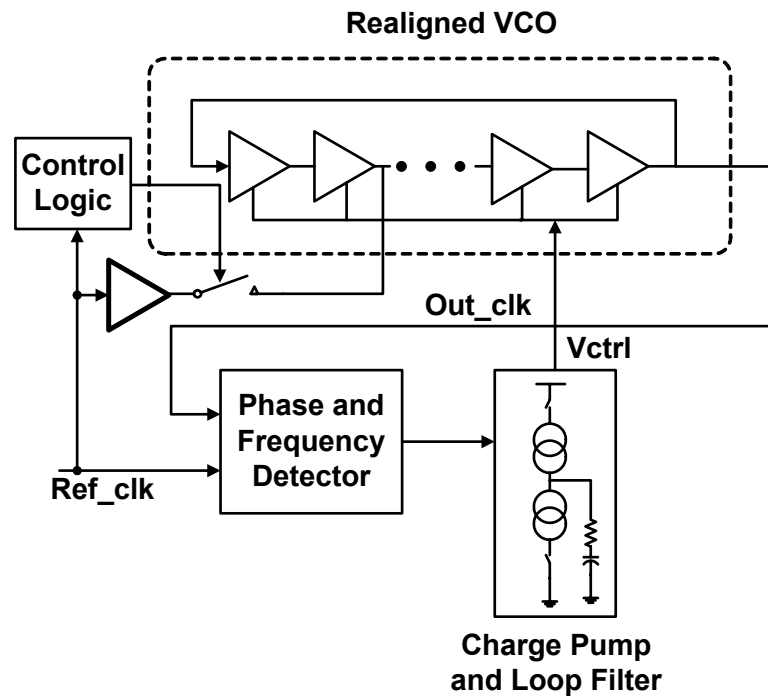 Realigned VCO
Control
Logic
Out_clk
Vctrl
Phase and
Frequency
Detector
Ref_clk
Charge Pump
and Loop Filter